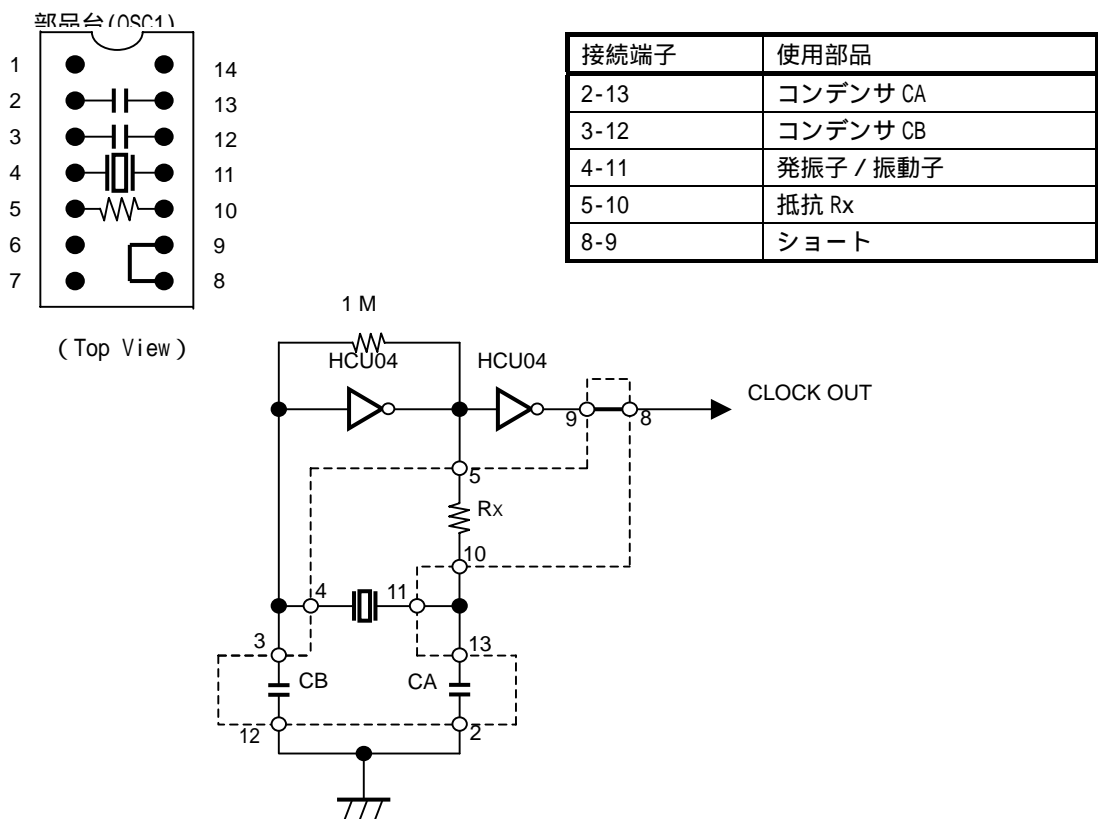 部品台(OSC1)
1 14
2 13
3 12
4 11
5 10
6 9
7 8
(Top View)
接続端子 使用部品
2-13 コンデンサ CA
3-12 コンデンサ CB
4-11 発振子 / 振動子
5-10 抵抗 Rx
8-9 ショート
1 M
HCU04 HCU04
CLOCK OUT
9 8
5
Rx
10
4 11
3 13
CB CA
12 2